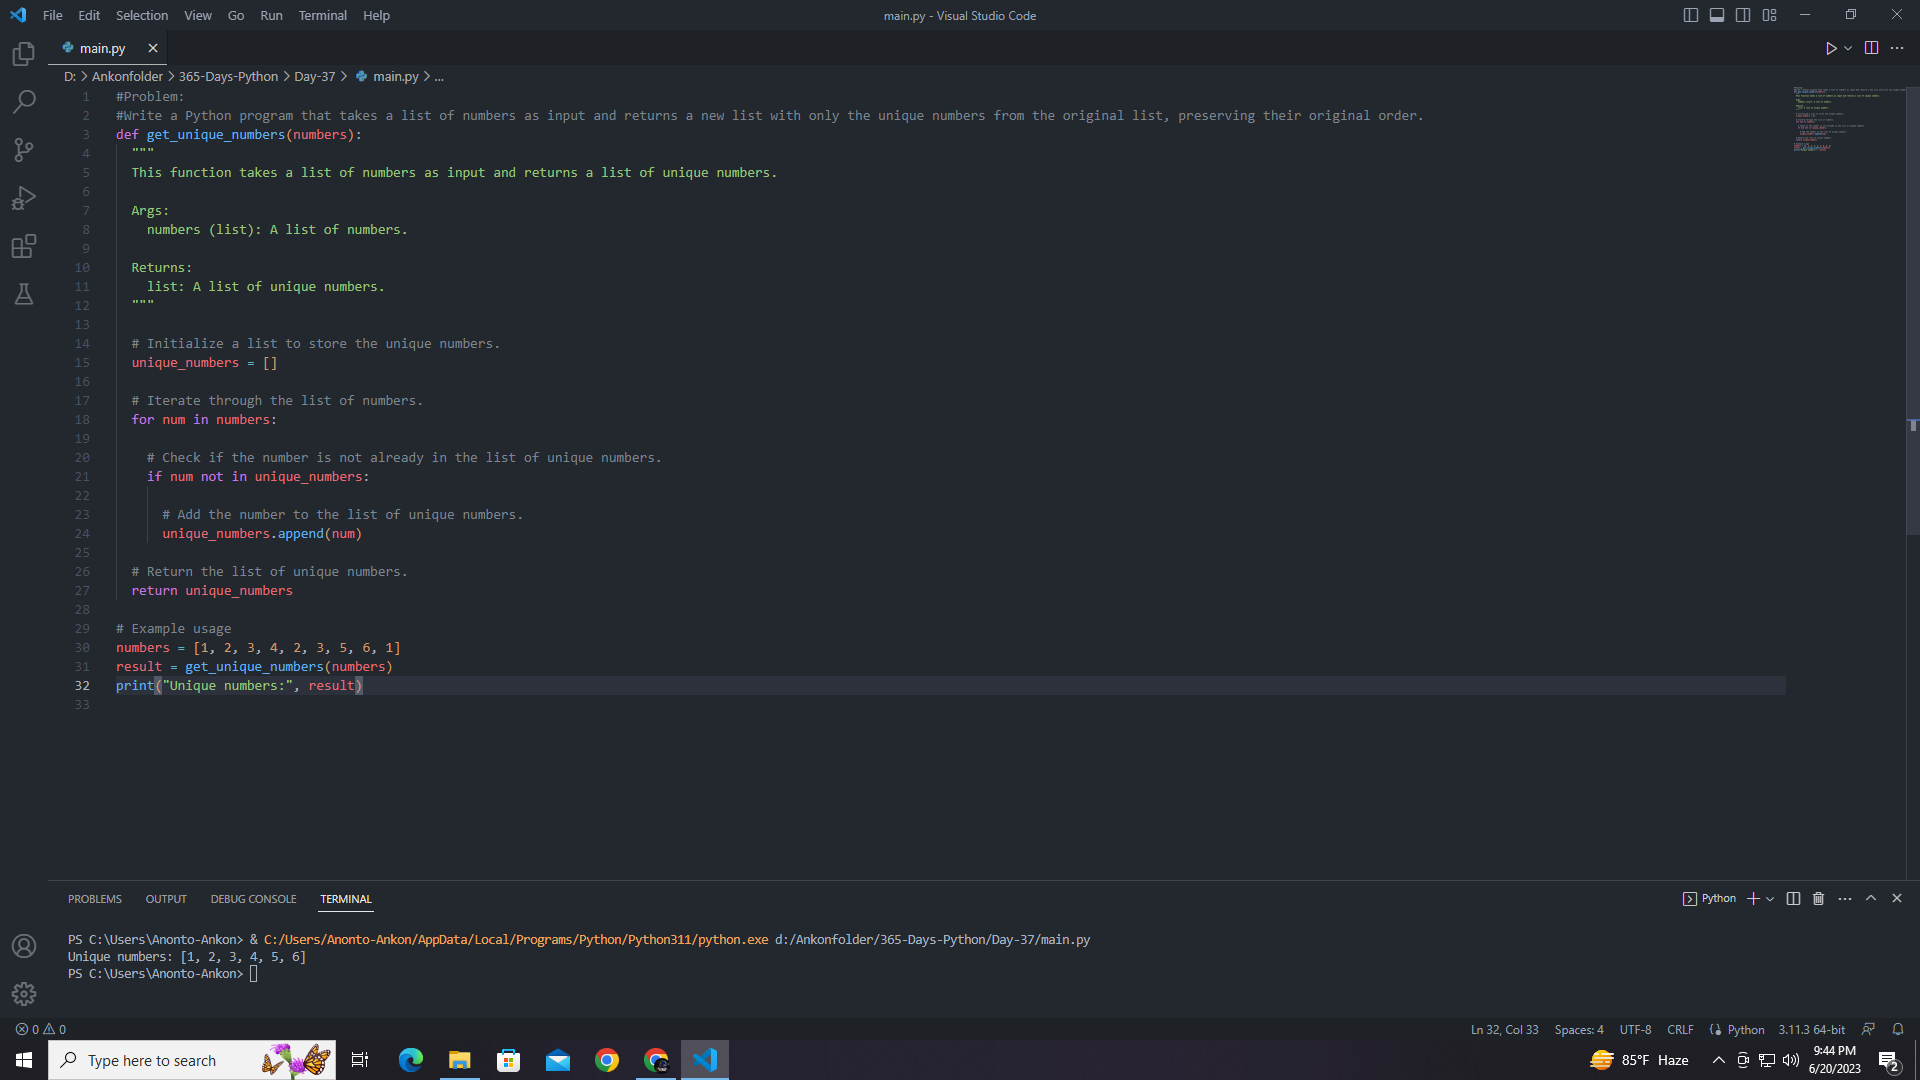 File Edit Selection View Go Run Terminal Help
main.py - Visual Studio Code
main.py
D: > Ankonfolder > 365-Days-Python > Day-37 > main.py > ...
1 #Problem:
2 #Write a Python program that takes a list of numbers as input and returns a new list with only the unique numbers from the original list, preserving their original order.
3 def get_unique_numbers(numbers):
4 """
5 This function takes a list of numbers as input and returns a list of unique numbers.
6
7 Args:
8 numbers (list): A list of numbers.
9
10 Returns:
11 list: A list of unique numbers.
12 """
13
14 # Initialize a list to store the unique numbers.
15 unique_numbers = []
16
17 # Iterate through the list of numbers.
18 for num in numbers:
19
20 # Check if the number is not already in the list of unique numbers.
21 if num not in unique_numbers:
22
23 # Add the number to the list of unique numbers.
24 unique_numbers.append(num)
25
26 # Return the list of unique numbers.
27 return unique_numbers
28
29 # Example usage
30 numbers = [1, 2, 3, 4, 2, 3, 5, 6, 1]
31 result = get_unique_numbers(numbers)
32 print("Unique numbers:", result)
33
PROBLEMS OUTPUT DEBUG CONSOLE TERMINAL
Python
PS C:\Users\Anonto-Ankon> & C:/Users/Anonto-Ankon/AppData/Local/Programs/Python/Python311/python.exe d:/Ankonfolder/365-Days-Python/Day-37/main.py
Unique numbers: [1, 2, 3, 4, 5, 6]
PS C:\Users\Anonto-Ankon>
0 0
Ln 32, Col 33 Spaces: 4 UTF-8 CRLF Python 3.11.3 64-bit
Type here to search
85°F Haze
9:44 PM
6/20/2023
2